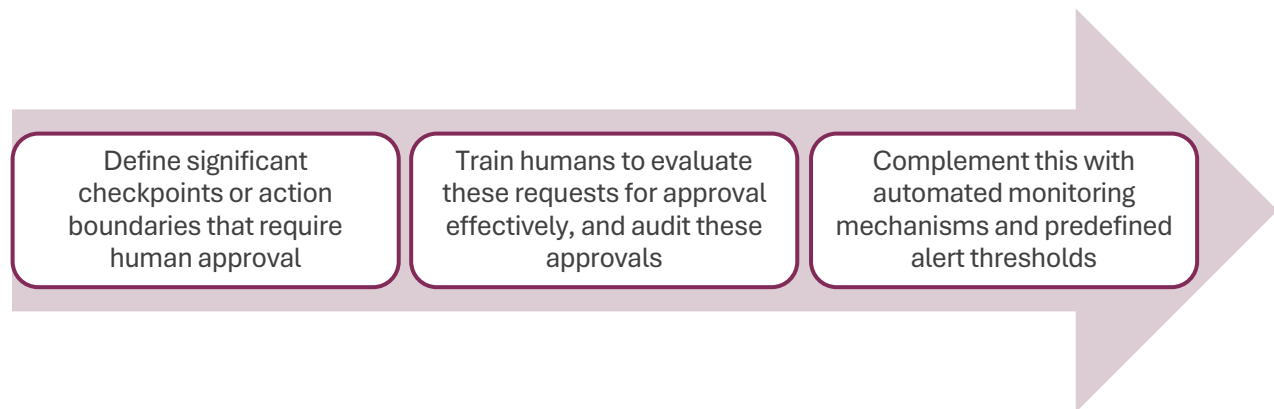 Define significant
checkpoints or action
boundaries that require
human approval
Train humans to evaluate
these requests for approval
effectively, and audit these
approvals
Complement this with
automated monitoring
mechanisms and predefined
alert thresholds